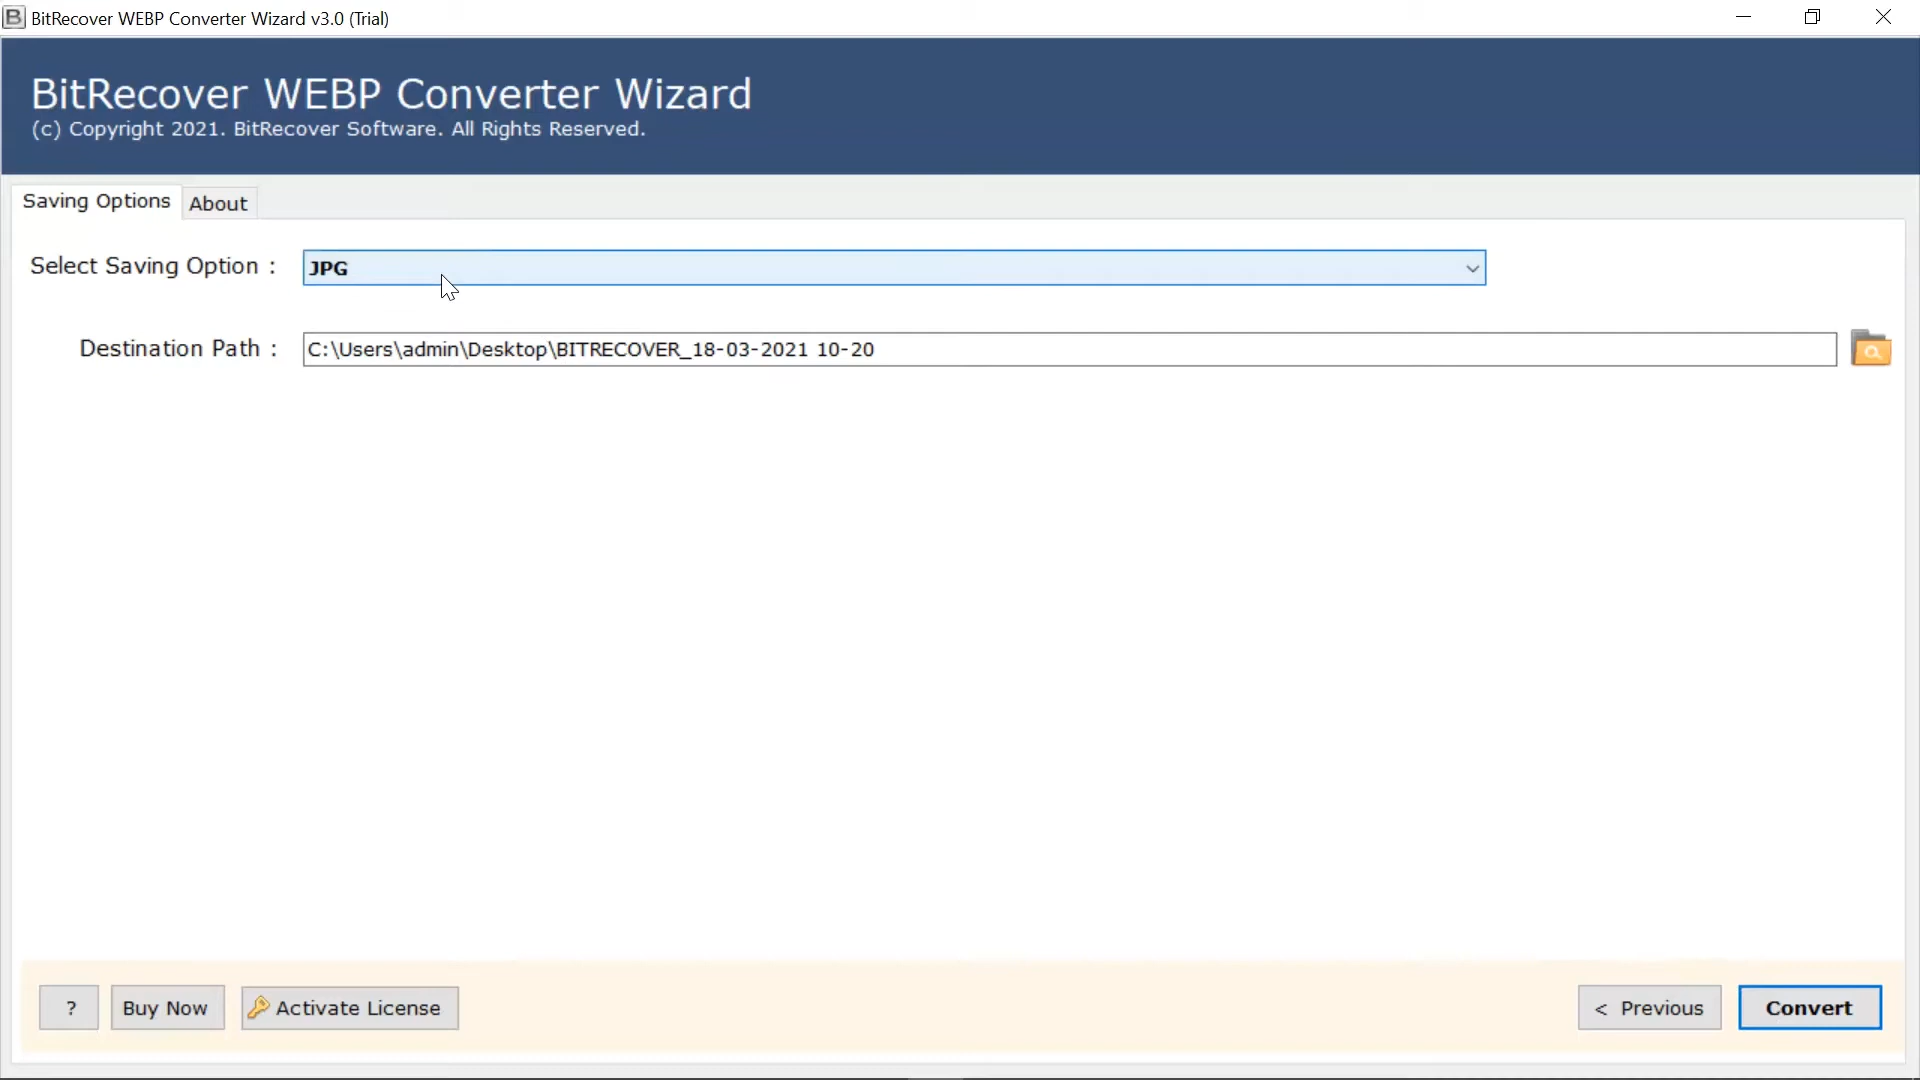 BitRecover WEBP Converter Wizard v3.0 (Trial)
BitRecover WEBP Converter Wizard
(c) Copyright 2021. BitRecover Software. All Rights Reserved.
Saving Options About
Select Saving Option : JPG
Destination Path : C:\Users\admin\Desktop\BITRECOVER_18-03-2021 10-20
? Buy Now Activate License < Previous Convert